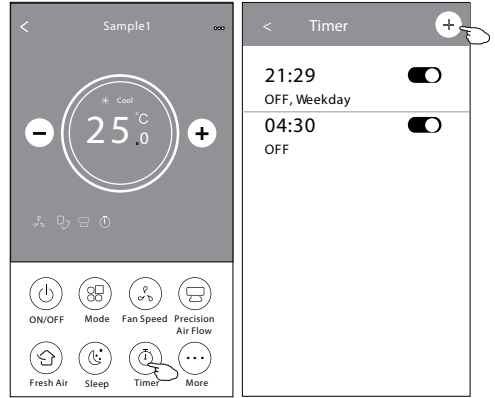 Sample1
Cool
25.0℃
ON/OFF
Mode
Fan Speed
Precision
Air Flow
Fresh Air
Sleep
Timer
More
Timer
21:29
OFF, Weekday
04:30
OFF